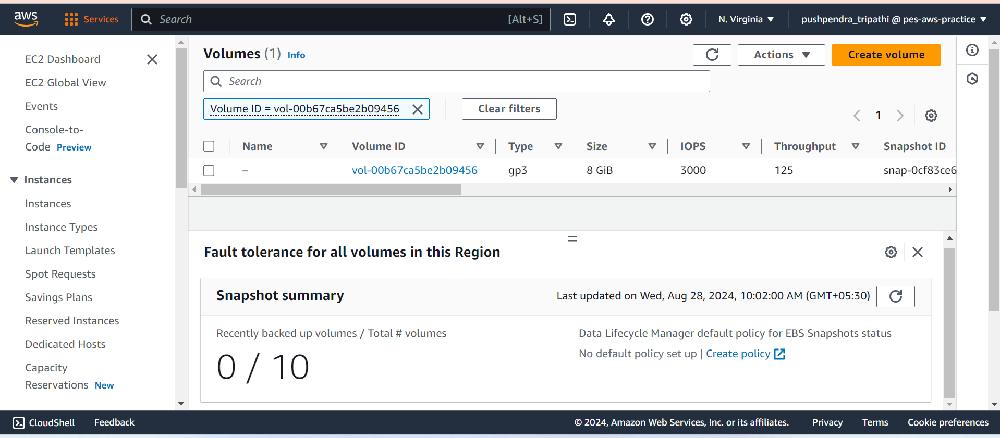 aws
Services
Search
[Alt+S]
N. Virginia
pushpendra_tripathi @ pes-aws-practice
EC2 Dashboard
EC2 Global View
Events
Console-to-
Code Preview
Instances
Instances
Instance Types
Launch Templates
Spot Requests
Savings Plans
Reserved Instances
Dedicated Hosts
Capacity
Reservations New
Volumes (1) Info
Actions
Create volume
Search
Volume ID = vol-00b67ca5be2b09456
Clear filters
1
Name Volume ID Type Size IOPS Throughput Snapshot ID
– vol-00b67ca5be2b09456 gp3 8 GiB 3000 125 snap-0cf83ce6
Fault tolerance for all volumes in this Region
Snapshot summary
Last updated on Wed, Aug 28, 2024, 10:02:00 AM (GMT+05:30)
Recently backed up volumes / Total # volumes
0 / 10
Data Lifecycle Manager default policy for EBS Snapshots status
No default policy set up | Create policy
CloudShell Feedback
© 2024, Amazon Web Services, Inc. or its affiliates. Privacy Terms Cookie preferences